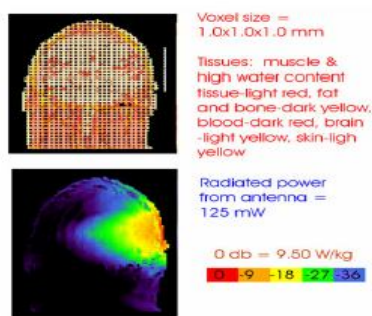 Voxel size =
1.0x1.0x1.0 mm
Tissues: muscle &
high water content
tissue-light red, fat
and bone-dark yellow,
blood-dark red, brain
-light yellow, skin-ligh
yellow
Radiated power
from antenna =
125 mW
0 db = 9.50 W/kg
0 -9 -18 -27 -36